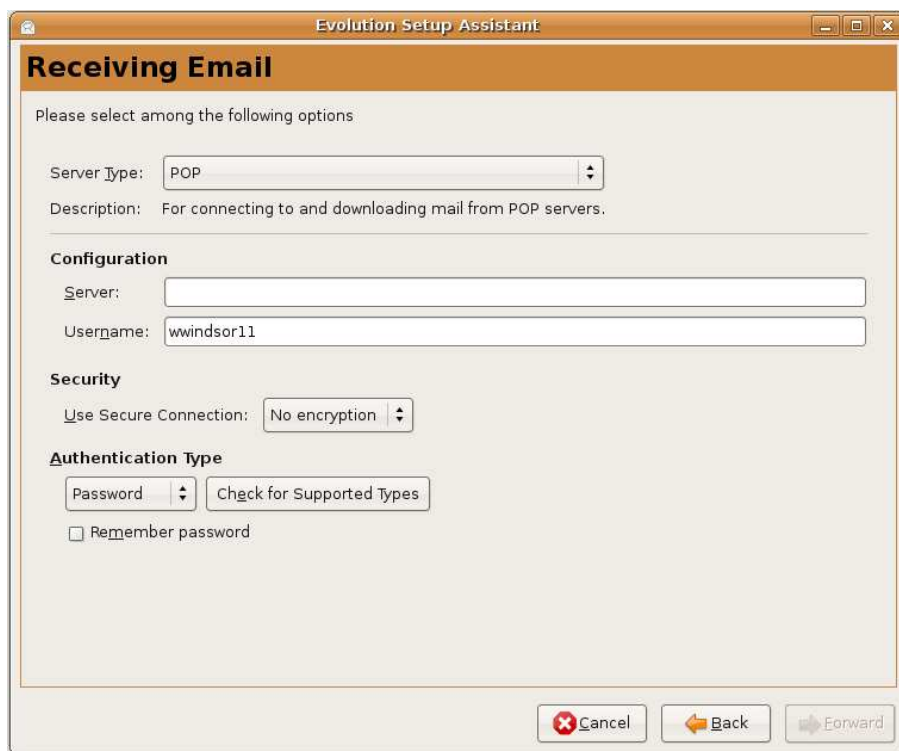 Evolution Setup Assistant
Receiving Email
Please select among the following options
Server Type: POP
Description: For connecting to and downloading mail from POP servers.
Configuration
Server:
Username: wwindsor11
Security
Use Secure Connection: No encryption
Authentication Type
Password Check for Supported Types
Remember password
Cancel Back Forward